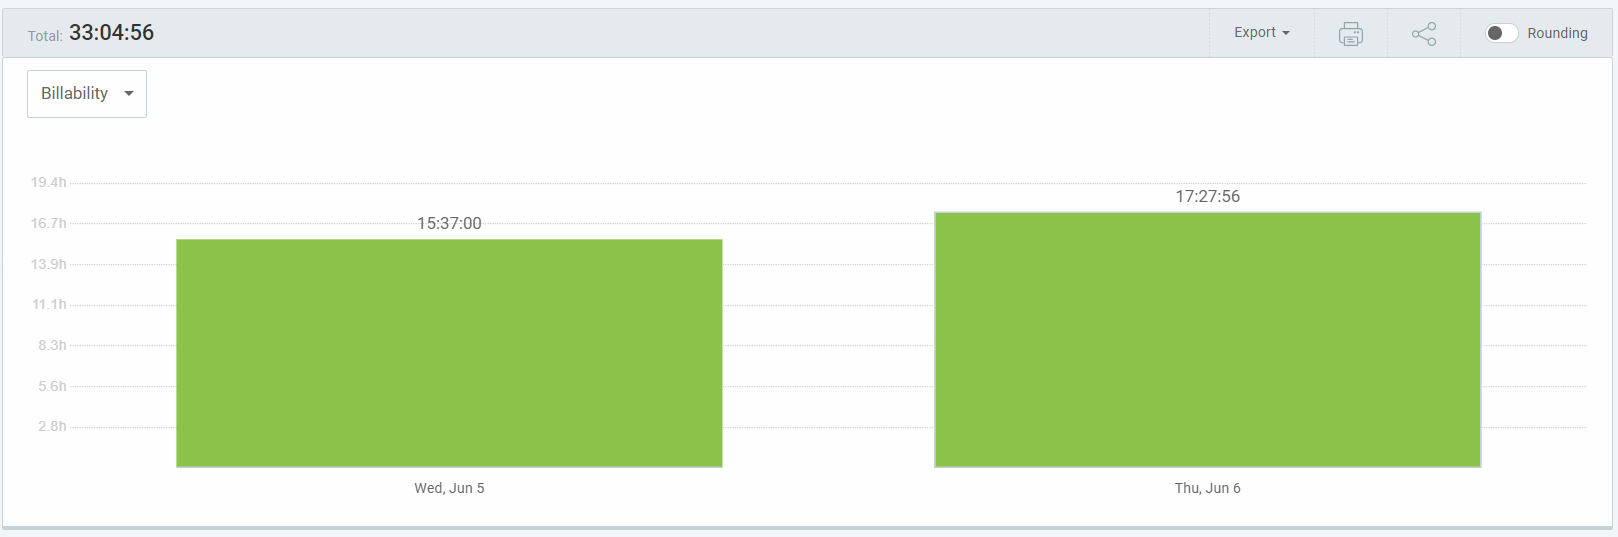 Total: 33:04:56 Export Rounding
Billability
19.4h
17:27:56
16.7h
15:37:00
13.9h
11.1h
8.3h
5.6h
2.8h
Wed, Jun 5 Thu, Jun 6